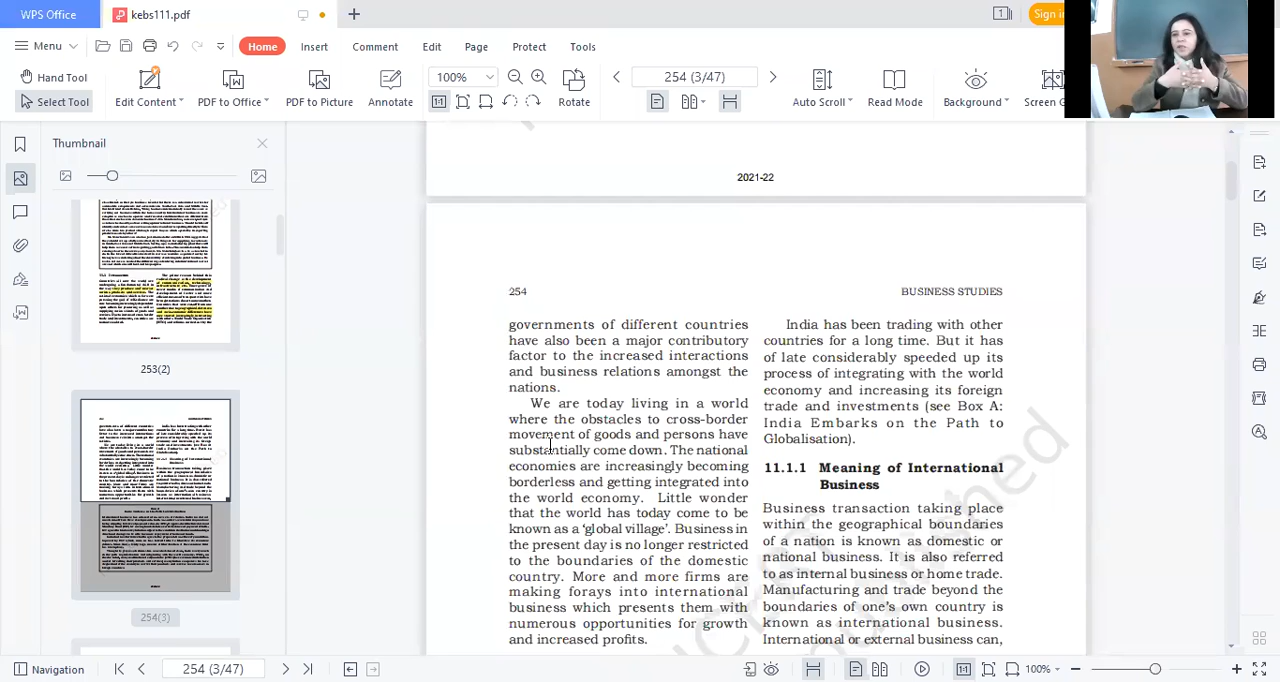 WPS Office
kebs111.pdf
1
Sign in
Menu
Home
Insert
Comment
Edit
Page
Protect
Tools
Hand Tool
Select Tool
Edit Content
PDF to Office
PDF to Picture
Annotate
100%
254 (3/47)
Rotate
Auto Scroll
Read Mode
Background
Screen G
Thumbnail
253(2)
254(3)
2021-22
254
BUSINESS STUDIES
governments of different countries
have also been a major contributory
factor to the increased interactions
and business relations amongst the
nations.
We are today living in a world
where the obstacles to cross-border
movement of goods and persons have
substantially come down. The national
economies are increasingly becoming
borderless and getting integrated into
the world economy. Little wonder
that the world has today come to be
known as a ‘global village’. Business in
the present day is no longer restricted
to the boundaries of the domestic
country. More and more firms are
making forays into international
business which presents them with
numerous opportunities for growth
and increased profits.
India has been trading with other
countries for a long time. But it has
of late considerably speeded up its
process of integrating with the world
economy and increasing its foreign
trade and investments (see Box A:
India Embarks on the Path to
Globalisation).
11.1.1 Meaning of International
Business
Business transaction taking place
within the geographical boundaries
of a nation is known as domestic or
national business. It is also referred
to as internal business or home trade.
Manufacturing and trade beyond the
boundaries of one’s own country is
known as international business.
International or external business can,
Navigation
254 (3/47)
100%